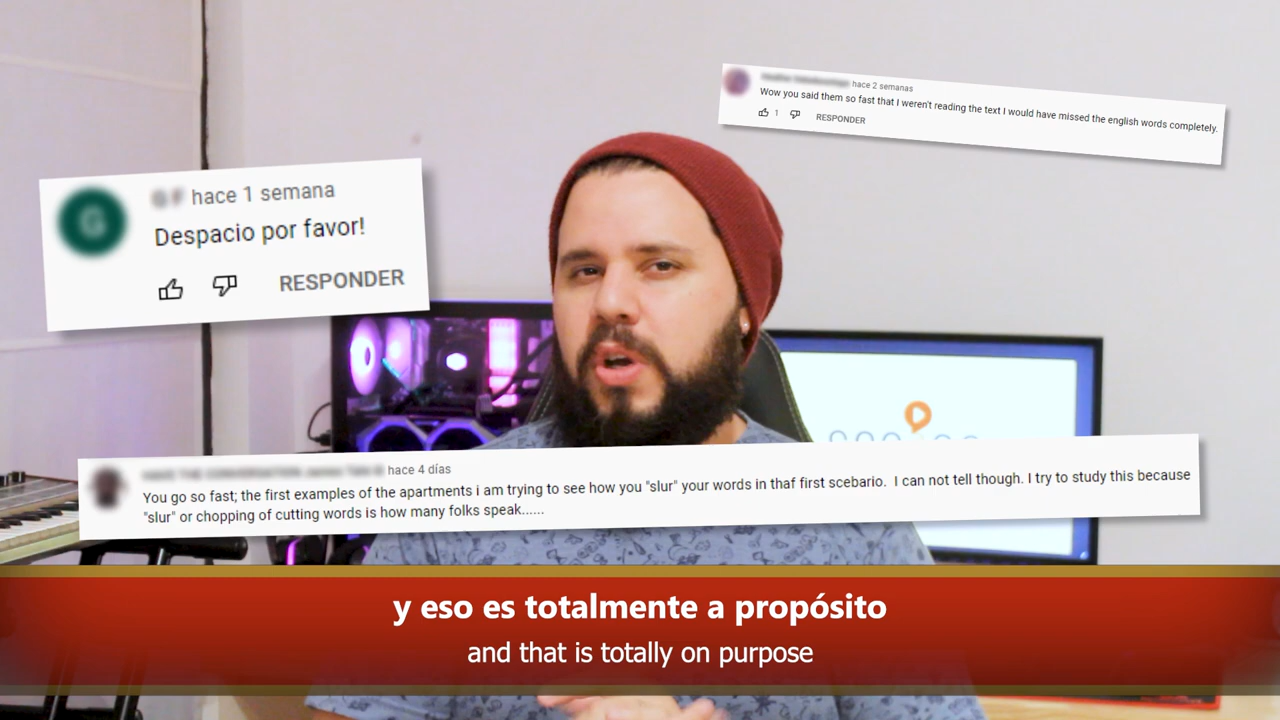 hace 2 semanas
Wow you said them so fast that I weren't reading the text I would have missed the english words completely.
1 RESPONDER
hace 1 semana
G
Despacio por favor!
RESPONDER
hace 4 días
You go so fast; the first examples of the apartments i am trying to see how you "slur" your words in thaf first scebario. I can not tell though. I try to study this because
"slur" or chopping of cutting words is how many folks speak......
y eso es totalmente a propósito
and that is totally on purpose